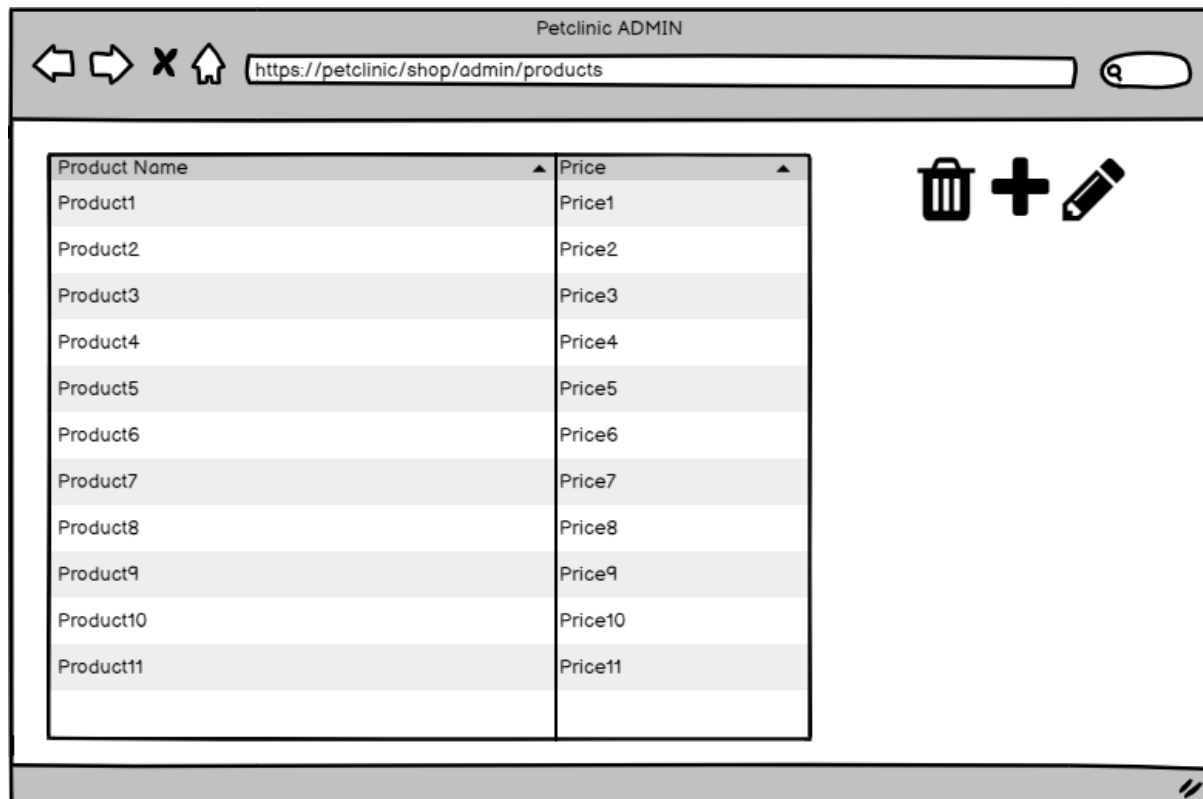 Petclinic ADMIN
https://petclinic/shop/admin/products
Product Name Price
Product1 Price1
Product2 Price2
Product3 Price3
Product4 Price4
Product5 Price5
Product6 Price6
Product7 Price7
Product8 Price8
Product9 Price9
Product10 Price10
Product11 Price11